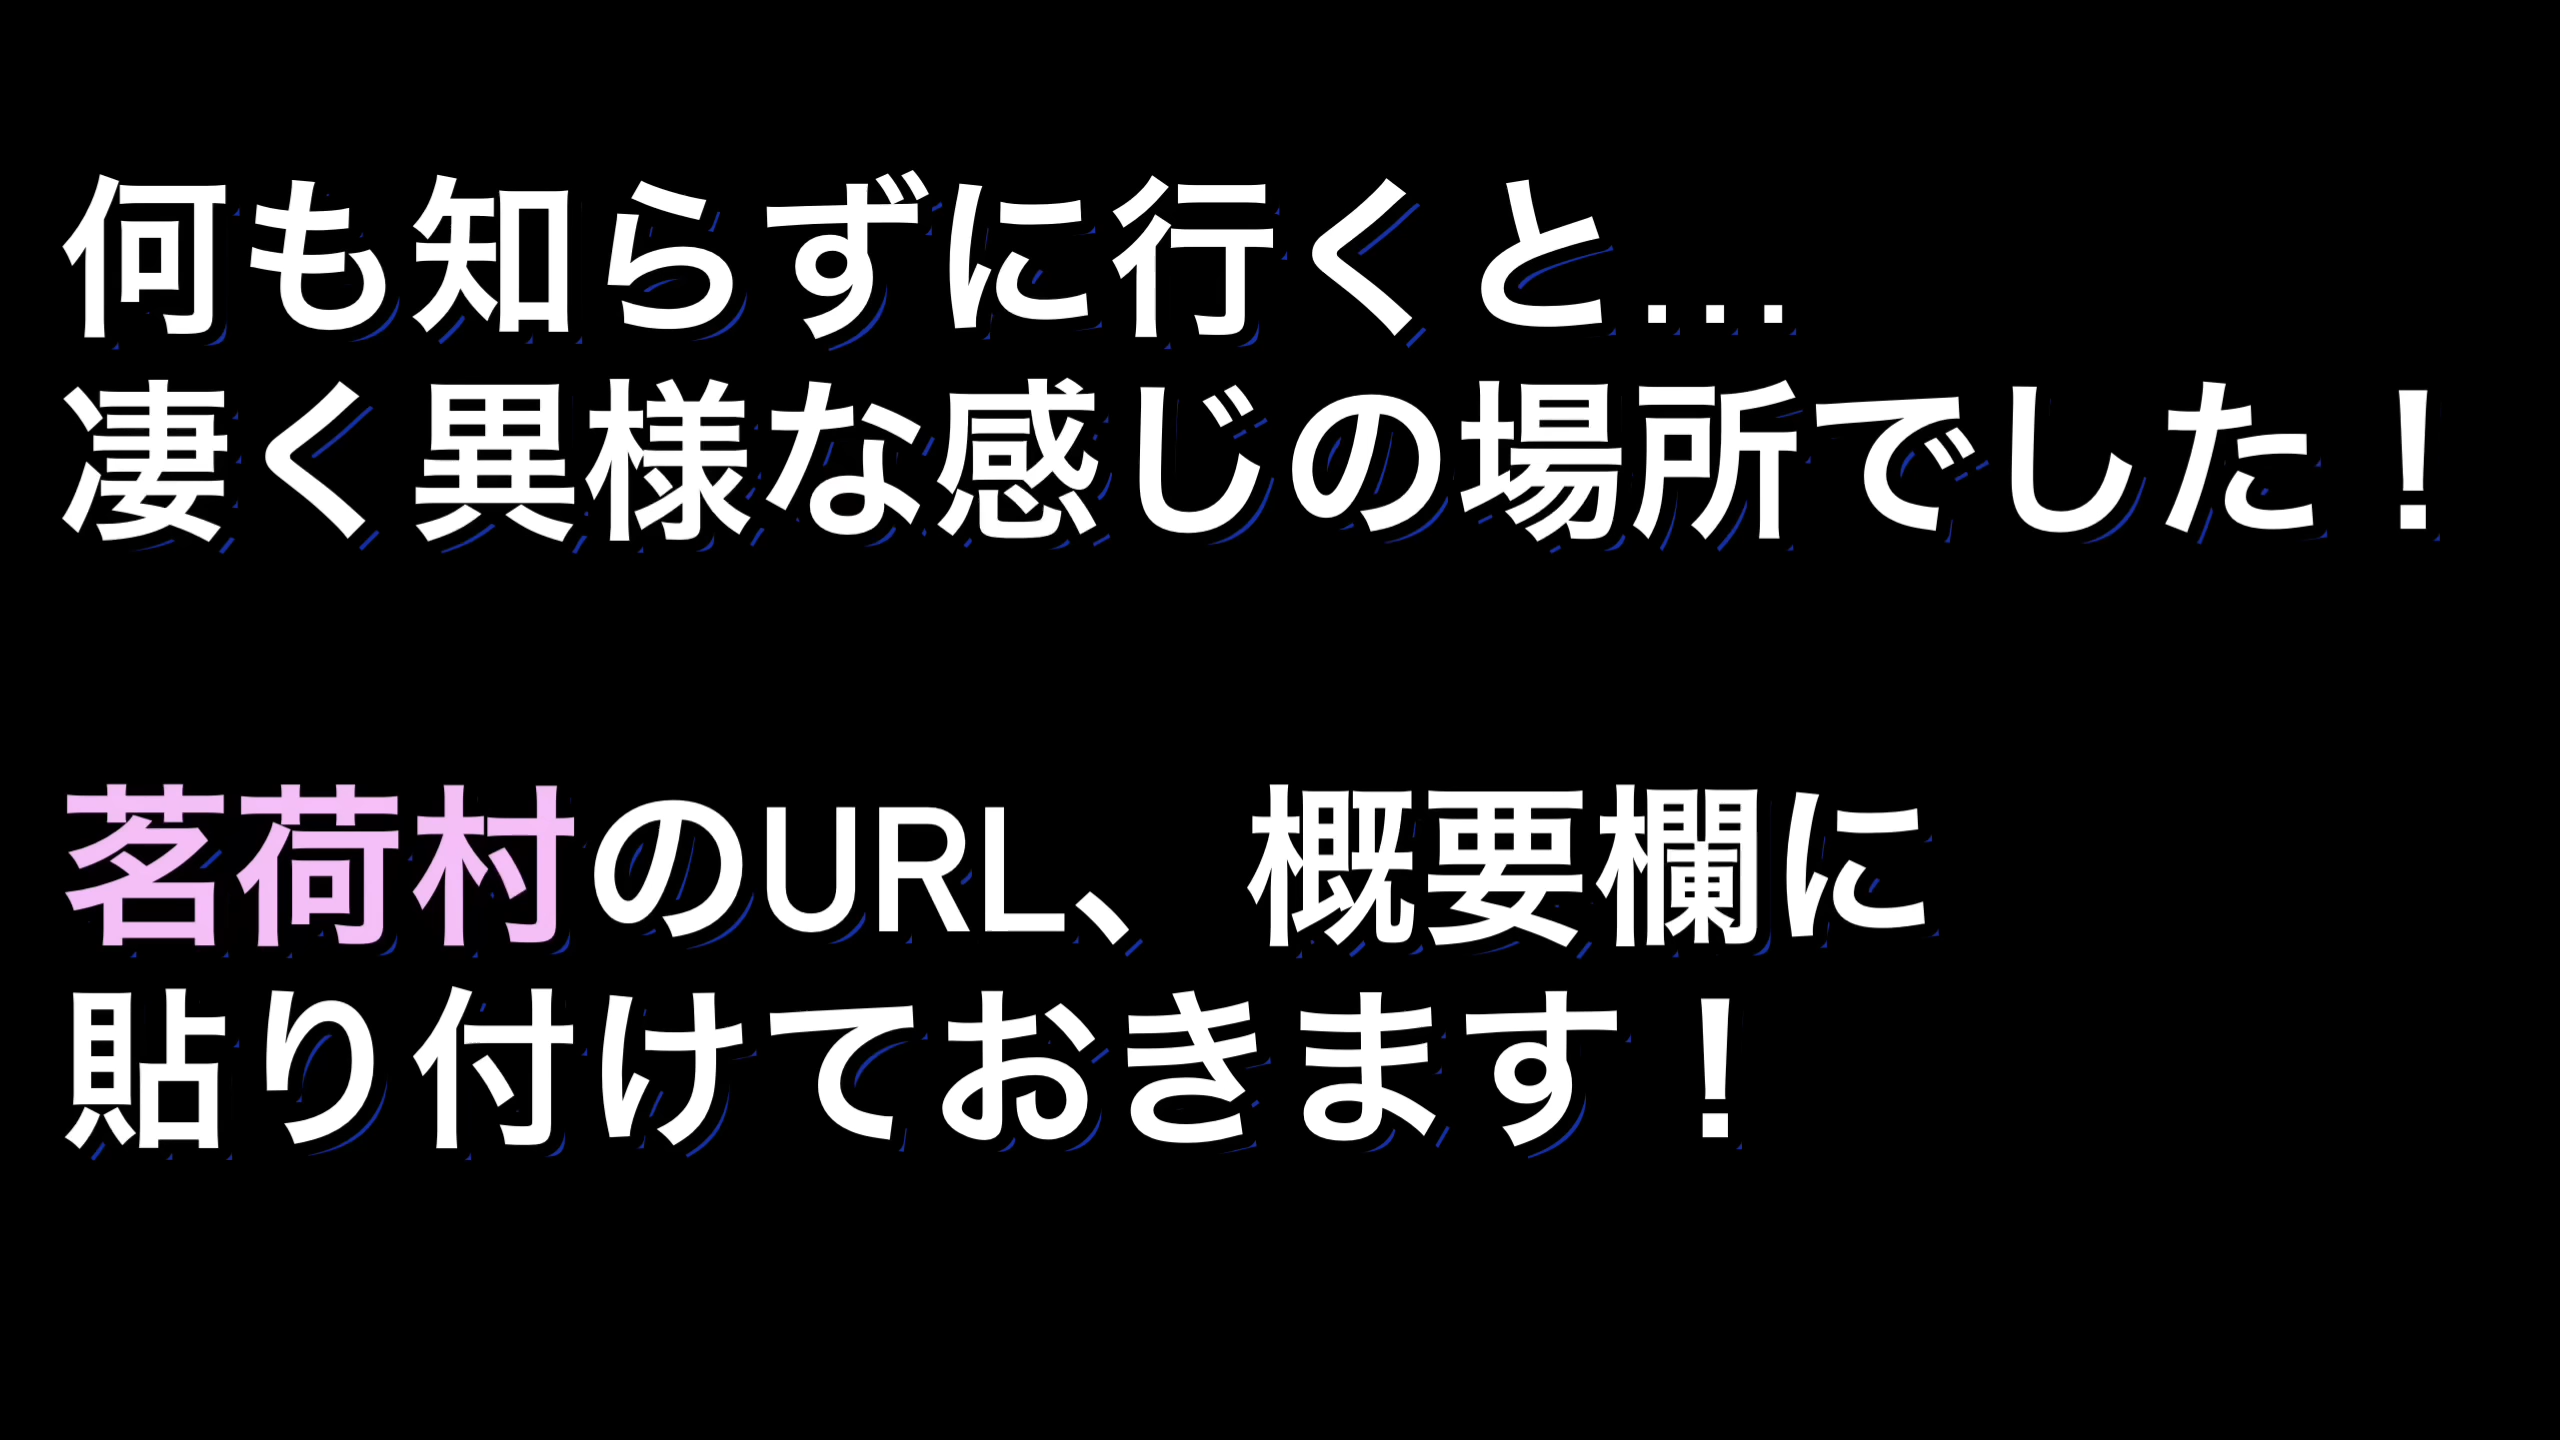 何も知らずに行くと...
凄く異様な感じの場所でした！
茗荷村のURL、概要欄に
貼り付けておきます！